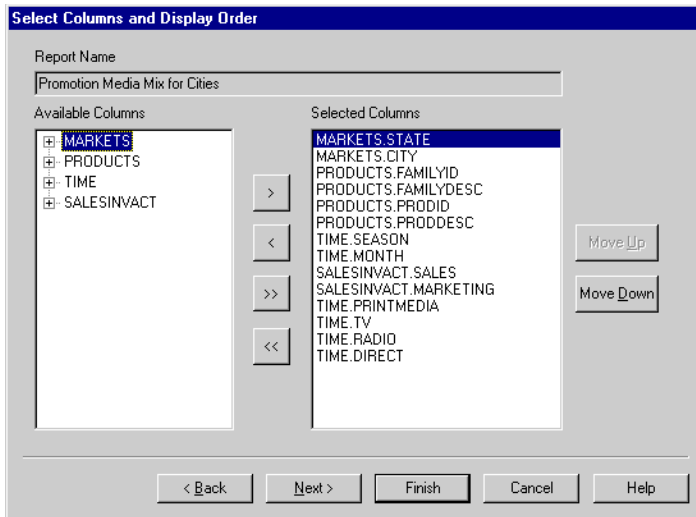 Select Columns and Display Order
Report Name
Promotion Media Mix for Cities
Available Columns
MARKETS
PRODUCTS
TIME
SALESINVACT
>
<
>>
<<
Selected Columns
MARKETS.STATE
MARKETS.CITY
PRODUCTS.FAMILYID
PRODUCTS.FAMILYDESC
PRODUCTS.PRODID
PRODUCTS.PRODDESC
TIME.SEASON
TIME.MONTH
SALESINVACT.SALES
SALESINVACT.MARKETING
TIME.PRINTMEDIA
TIME.TV
TIME.RADIO
TIME.DIRECT
Move Up
Move Down
< Back
Next >
Finish
Cancel
Help